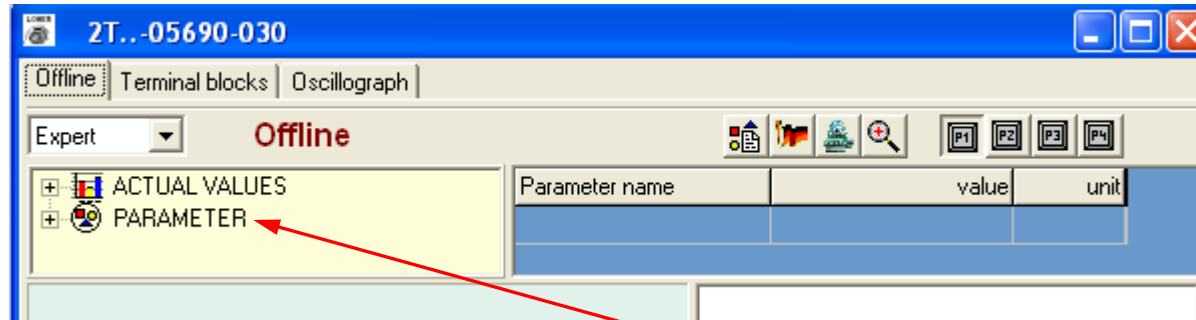 LOHER
2T..-05690-030
Offline Terminal blocks Oscillograph
Expert Offline P1 P2 P3 P4
ACTUAL VALUES Parameter name value unit
PARAMETER